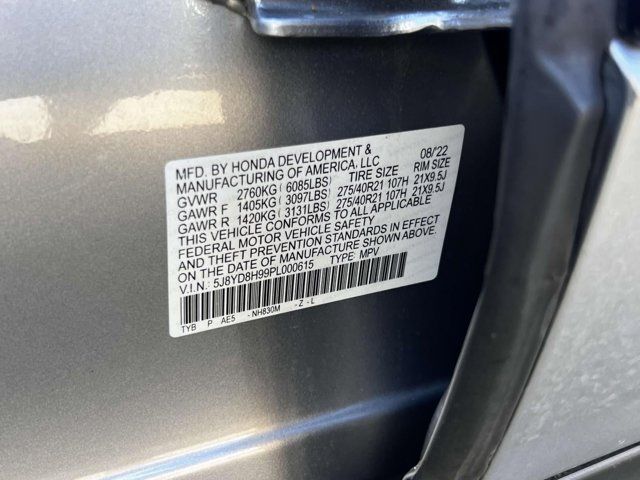 MFD. BY HONDA DEVELOPMENT & 08/22
MANUFACTURING OF AMERICA, LLC
TIRE SIZE RIM SIZE
GVWR 2760KG (6085LBS)
GAWR F 1405KG (3097LBS) 275/40R21 107H 21X9.5J
GAWR R 1420KG (3131LBS) 275/40R21 107H 21X9.5J
THIS VEHICLE CONFORMS TO ALL APPLICABLE
FEDERAL MOTOR VEHICLE SAFETY
AND THEFT PREVENTION STANDARDS IN EFFECT
ON THE DATE OF MANUFACTURE SHOWN ABOVE.
V.I.N.: 5J8YD8H99PL000615 TYPE: MPV
TYB P AE5 - NH830M - Z - L